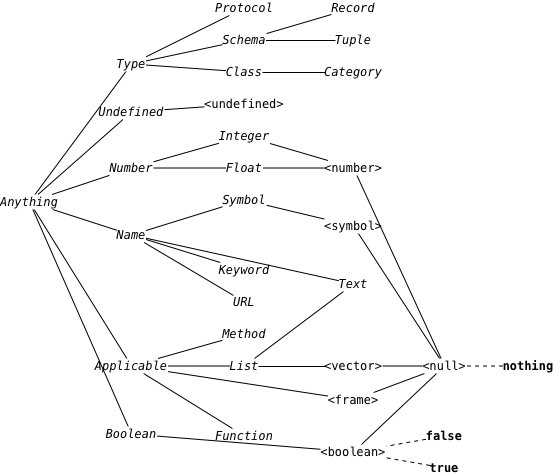 Protocol Record
Schema Tuple
Type
Class Category
Undefined <undefined>
Integer
Number Float <number>
Anything Symbol
<symbol>
Name
Keyword
Text
URL
Method
Applicable List <vector> <null> nothing
<frame>
Boolean Function false
<boolean>
true